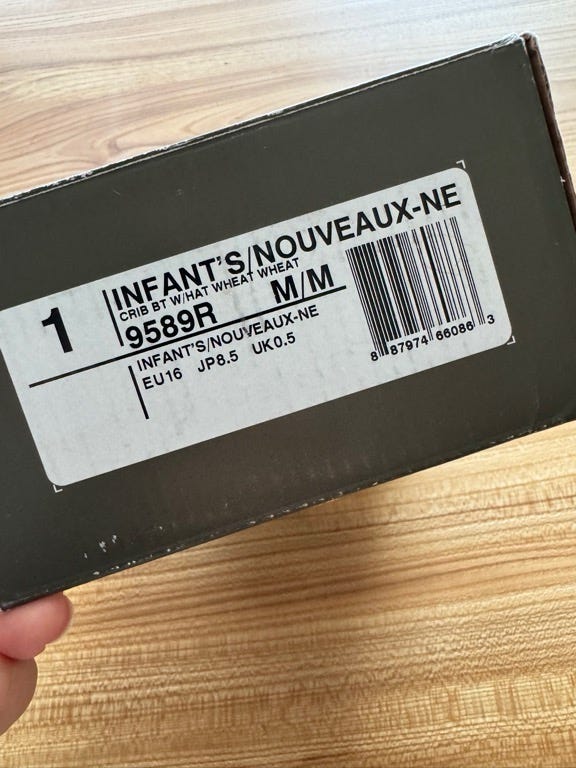 1
INFANT'S/NOUVEAUX-NE
CRIB BT W/HAT WHEAT WHEAT
9589R M/M
INFANT'S/NOUVEAUX-NE
EU16 JP8.5 UK0.5
8 87974 66086 3